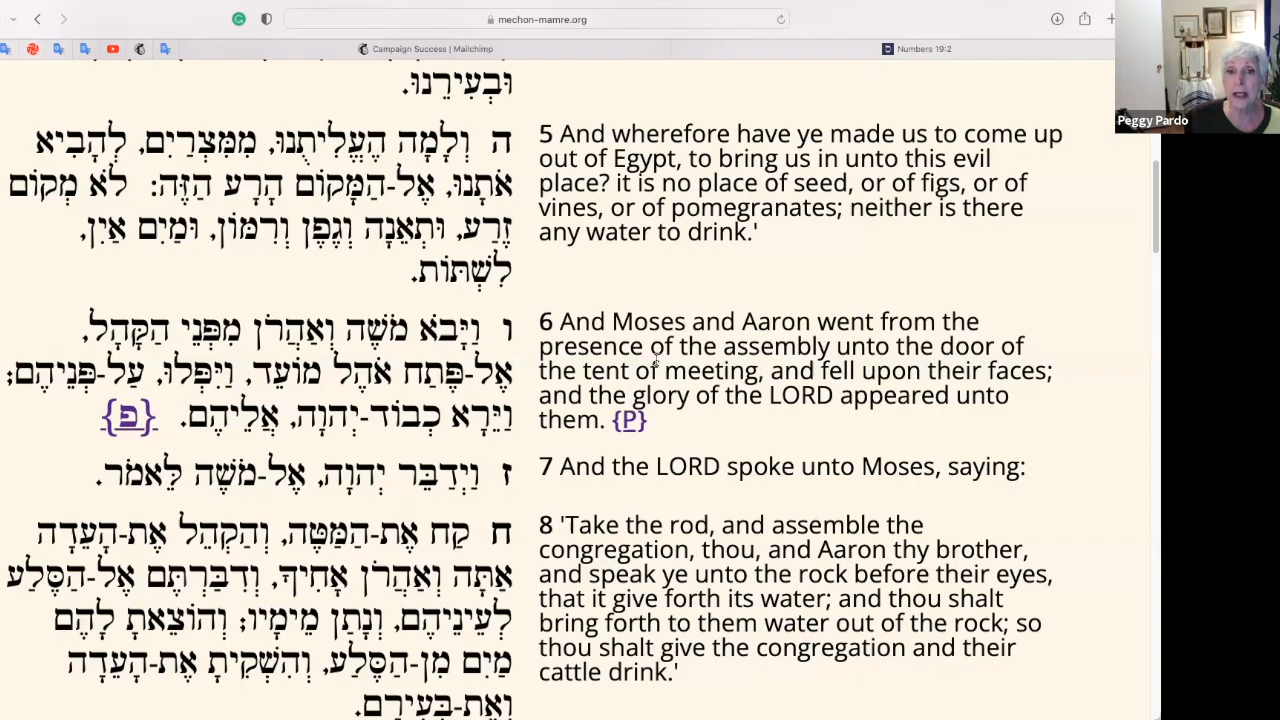 mechon-mamre.org
Campaign Success | Mailchimp
Numbers 19:2
Peggy Pardo
וּבְעִירֵנוּ.
ה וְלָמָה הֶעֱלִיתֻנוּ, מִמִּצְרַיִם, לְהָבִיא
אֹתָנוּ, אֶל-הַמָּקוֹם הָרָע הַזֶּה: לֹא מְקוֹם
זֶרַע, וּתְאֵנָה וְגֶפֶן וְרִמּוֹן, וּמַיִם אַיִן,
לִשְׁתּוֹת.
5 And wherefore have ye made us to come up
out of Egypt, to bring us in unto this evil
place? it is no place of seed, or of figs, or of
vines, or of pomegranates; neither is there
any water to drink.'
ו וַיָּבֹא מֹשֶׁה וְאַהֲרֹן מִפְּנֵי הַקָּהָל,
אֶל-פֶּתַח אֹהֶל מוֹעֵד, וַיִּפְּלוּ, עַל-פְּנֵיהֶם;
וַיֵּרָא כְבוֹד-יְהוָה, אֲלֵיהֶם. {פ}
6 And Moses and Aaron went from the
presence of the assembly unto the door of
the tent of meeting, and fell upon their faces;
and the glory of the LORD appeared unto
them. {P}
ז וַיְדַבֵּר יְהוָה, אֶל-מֹשֶׁה לֵּאמֹר.
7 And the LORD spoke unto Moses, saying:
ח קַח אֶת-הַמַּטֶּה, וְהַקְהֵל אֶת-הָעֵדָה
אַתָּה וְאַהֲרֹן אָחִיךָ, וְדִבַּרְתֶּם אֶל-הַסֶּלַע
לְעֵינֵיהֶם, וְנָתַן מֵימָיו; וְהוֹצֵאתָ לָהֶם
מַיִם מִן-הַסֶּלַע, וְהִשְׁקִיתָ אֶת-הָעֵדָה
וְאֶת-בְּעִירָם.
8 'Take the rod, and assemble the
congregation, thou, and Aaron thy brother,
and speak ye unto the rock before their eyes,
that it give forth its water; and thou shalt
bring forth to them water out of the rock; so
thou shalt give the congregation and their
cattle drink.'